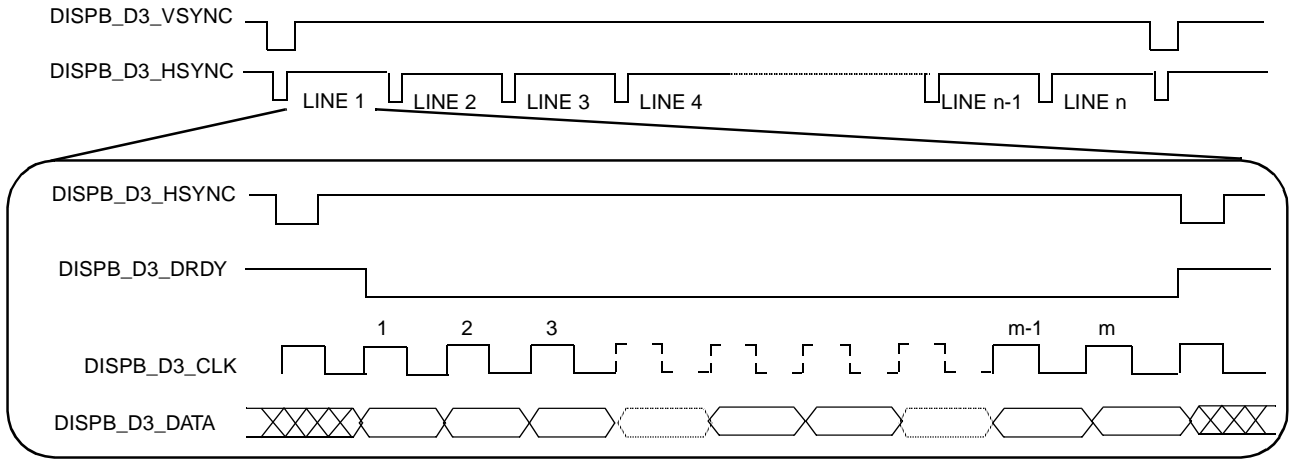 DISPB_D3_VSYNC
DISPB_D3_HSYNC
LINE 1 LINE 2 LINE 3 LINE 4 LINE n-1 LINE n
DISPB_D3_HSYNC
DISPB_D3_DRDY
1 2 3 m-1 m
DISPB_D3_CLK
DISPB_D3_DATA